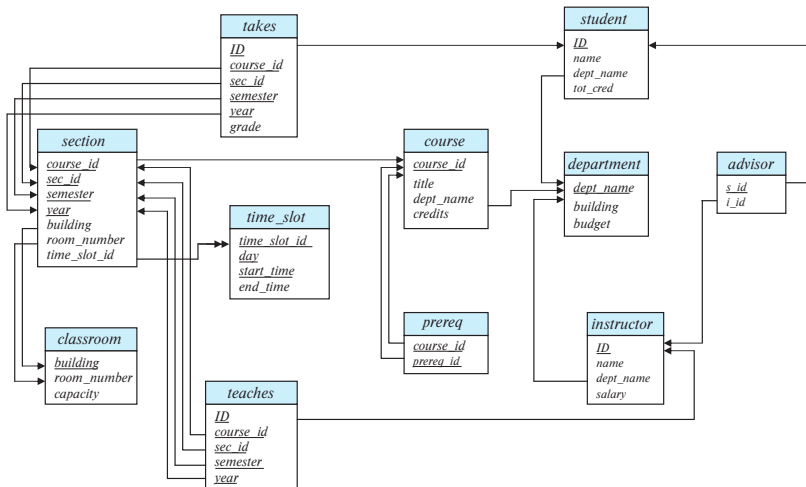 takes
ID
course_id
sec_id
semester
year
grade
student
ID
name
dept_name
tot_cred
section
course_id
sec_id
semester
year
building
room_number
time_slot_id
course
course_id
title
dept_name
credits
department
dept_name
building
budget
advisor
s_id
i_id
time_slot
time_slot_id
day
start_time
end_time
prereq
course_id
prereq_id
instructor
ID
name
dept_name
salary
classroom
building
room_number
capacity
teaches
ID
course_id
sec_id
semester
year